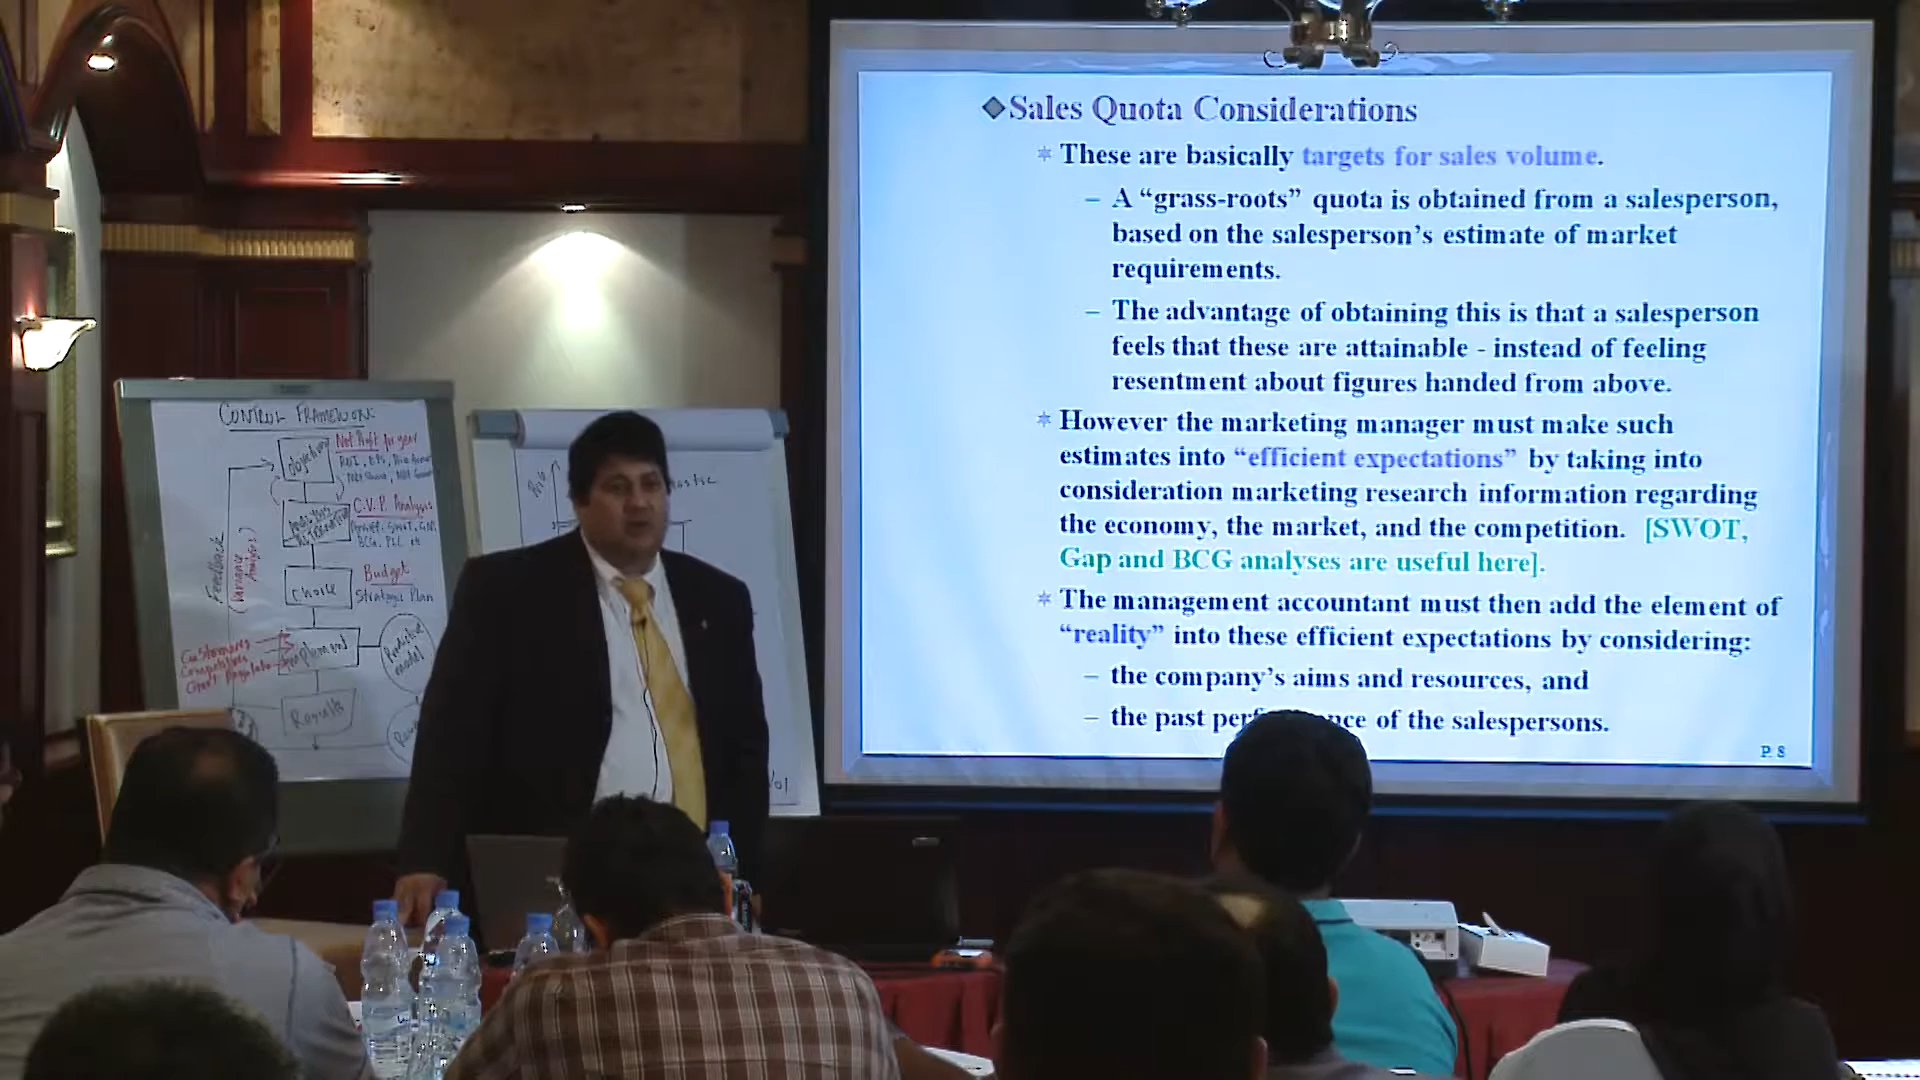 Sales Quota Considerations
These are basically targets for sales volume.
– A “grass-roots” quota is obtained from a salesperson,
based on the salesperson’s estimate of market
requirements.
– The advantage of obtaining this is that a salesperson
feels that these are attainable - instead of feeling
resentment about figures handed from above.
However the marketing manager must make such
estimates into “efficient expectations” by taking into
consideration marketing research information regarding
the economy, the market, and the competition. [SWOT,
Gap and BCG analyses are useful here].
The management accountant must then add the element of
“reality” into these efficient expectations by considering:
– the company’s aims and resources, and
– the past of the salespersons.
P. 8
CONTROL FRAMEWORK
Net Profit for year
C.V.P. Analysis
Choice
Budget
Strategic Plan
Feedback
Customers
Results